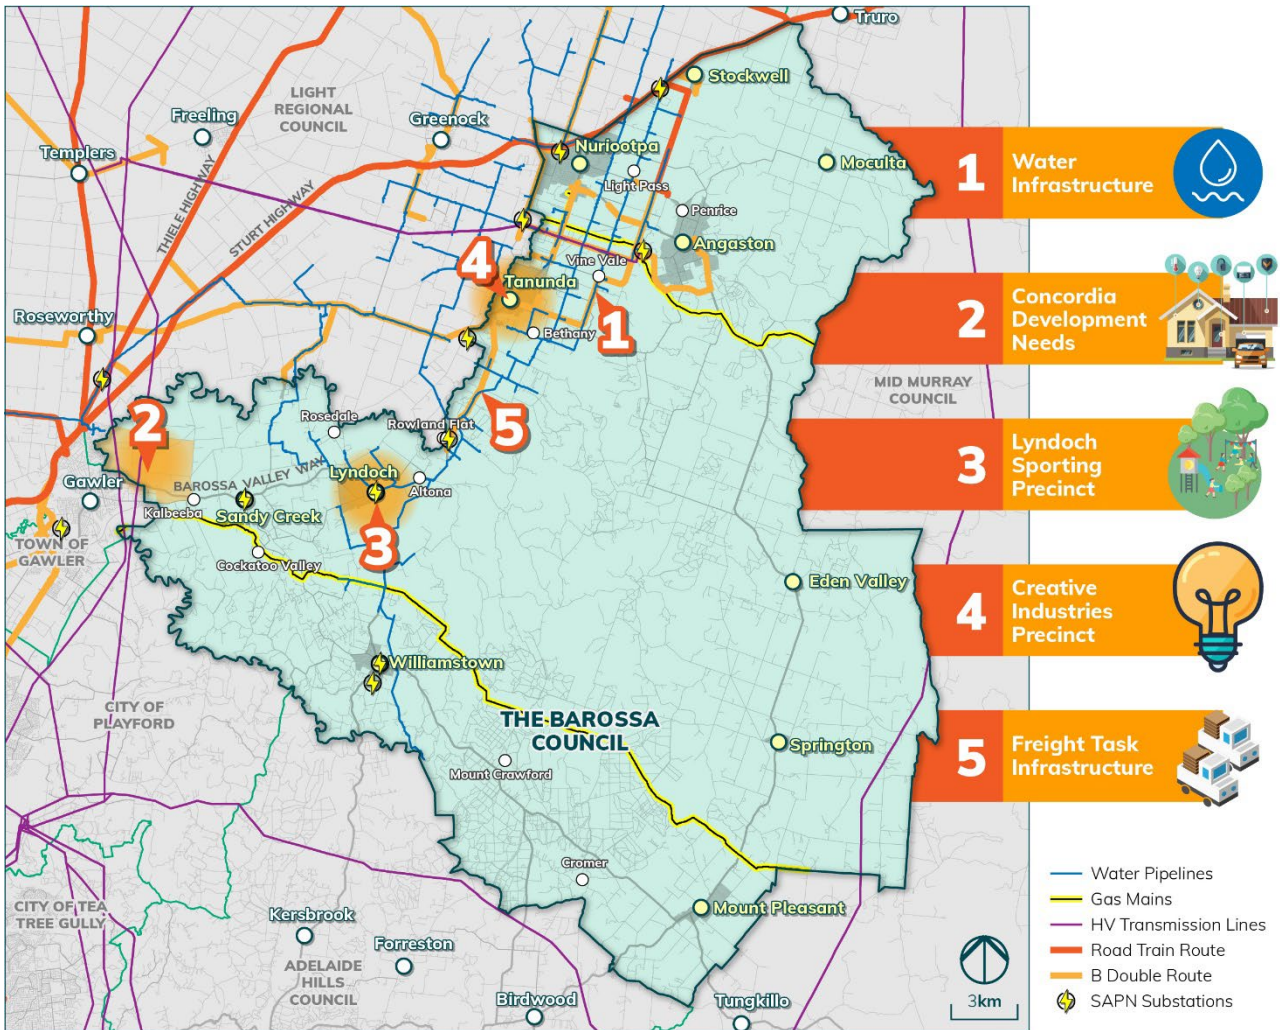 Truro
Stockwell
LIGHT
REGIONAL
COUNCIL
Freeling
Greenock
Templers
Nuriootpa
Moculta
Light Pass
THIELE HIGHWAY
STURT HIGHWAY
Penrice
Angaston
4
Vine Vale
Tanunda
Roseworthy
Bethany
1
MID MURRAY
COUNCIL
2
Rosedale
Rowland Flat
5
BAROSSA VALLEY WAY
Lyndoch
Altona
Gawler
Kalbeeba
Sandy Creek
3
TOWN OF
GAWLER
Cockatoo Valley
Eden Valley
Williamstown
CITY OF
PLAYFORD
THE BAROSSA
COUNCIL
Springton
Mount Crawford
Cromer
CITY OF TEA
TREE GULLY
Kersbrook
Mount Pleasant
Forreston
ADELAIDE
HILLS
COUNCIL
Birdwood
Tungkillo
3km
1
Water
Infrastructure
2
Concordia
Development
Needs
3
Lyndoch
Sporting
Precinct
4
Creative
Industries
Precinct
5
Freight Task
Infrastructure
Water Pipelines
Gas Mains
HV Transmission Lines
Road Train Route
B Double Route
SAPN Substations